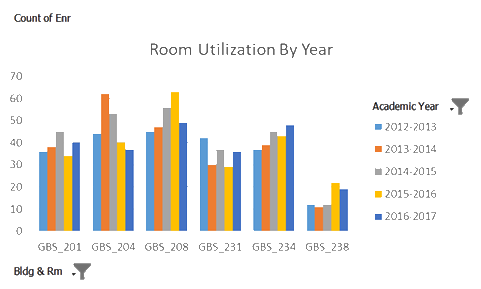 Count of Enr
Room Utilization By Year
70
60
50
40
30
20
10
0
GBS_201 GBS_204 GBS_208 GBS_231 GBS_234 GBS_238
Bldg & Rm
Academic Year
2012-2013
2013-2014
2014-2015
2015-2016
2016-2017